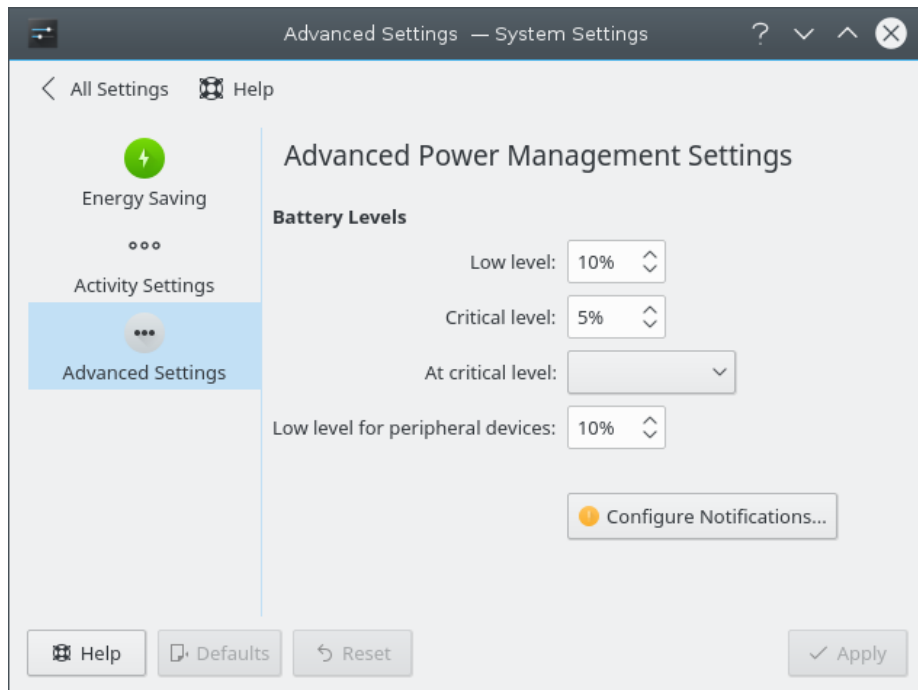 Advanced Settings — System Settings
All Settings Help
Energy Saving
Activity Settings
Advanced Settings
Advanced Power Management Settings
Battery Levels
Low level: 10%
Critical level: 5%
At critical level:
Low level for peripheral devices: 10%
Configure Notifications...
Help Defaults Reset Apply